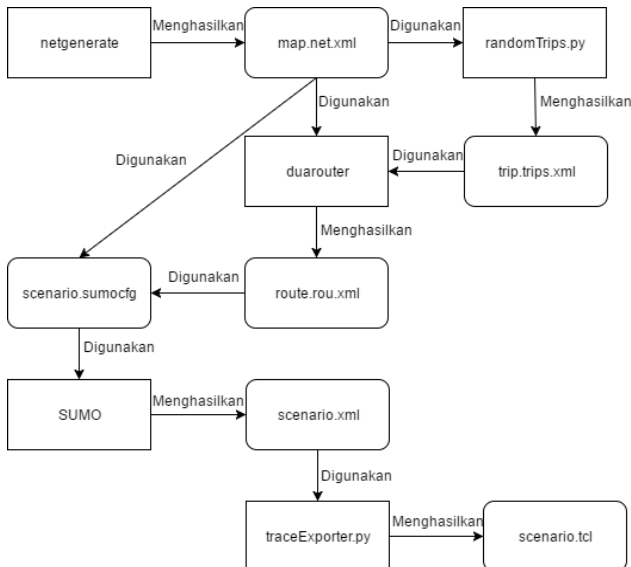 netgenerate
Menghasilkan
map.net.xml
Digunakan
randomTrips.py
Digunakan
Menghasilkan
Digunakan
duarouter
Digunakan
trip.trips.xml
Menghasilkan
scenario.sumocfg
Digunakan
route.rou.xml
Digunakan
SUMO
Menghasilkan
scenario.xml
Digunakan
traceExporter.py
Menghasilkan
scenario.tcl